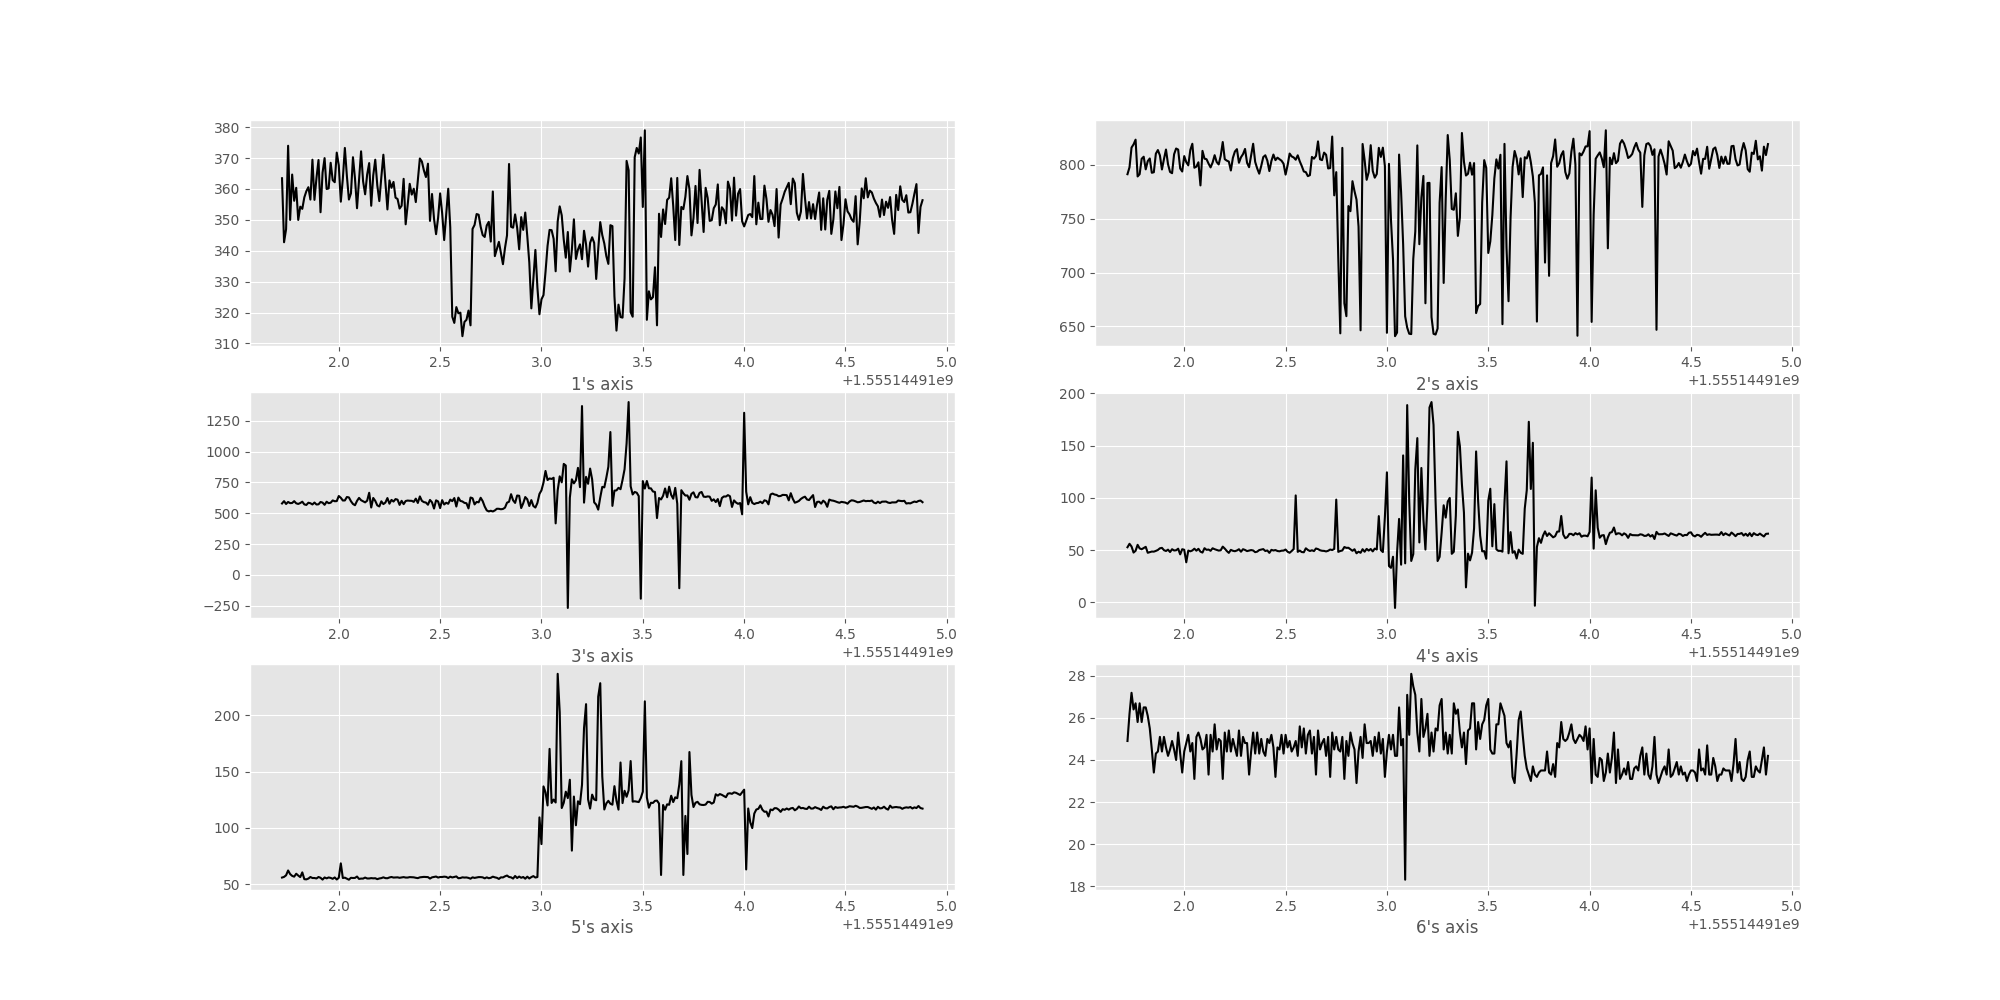 380
370
360
350
340
330
320
310
2.0 2.5 3.0 3.5 4.0 4.5 5.0
1's axis +1.55514491e9
800
750
700
650
2.0 2.5 3.0 3.5 4.0 4.5 5.0
2's axis +1.55514491e9
1250
1000
750
500
250
0
−250
2.0 2.5 3.0 3.5 4.0 4.5 5.0
3's axis +1.55514491e9
200
150
100
50
0
2.0 2.5 3.0 3.5 4.0 4.5 5.0
4's axis +1.55514491e9
200
150
100
50
2.0 2.5 3.0 3.5 4.0 4.5 5.0
5's axis +1.55514491e9
28
26
24
22
20
18
2.0 2.5 3.0 3.5 4.0 4.5 5.0
6's axis +1.55514491e9